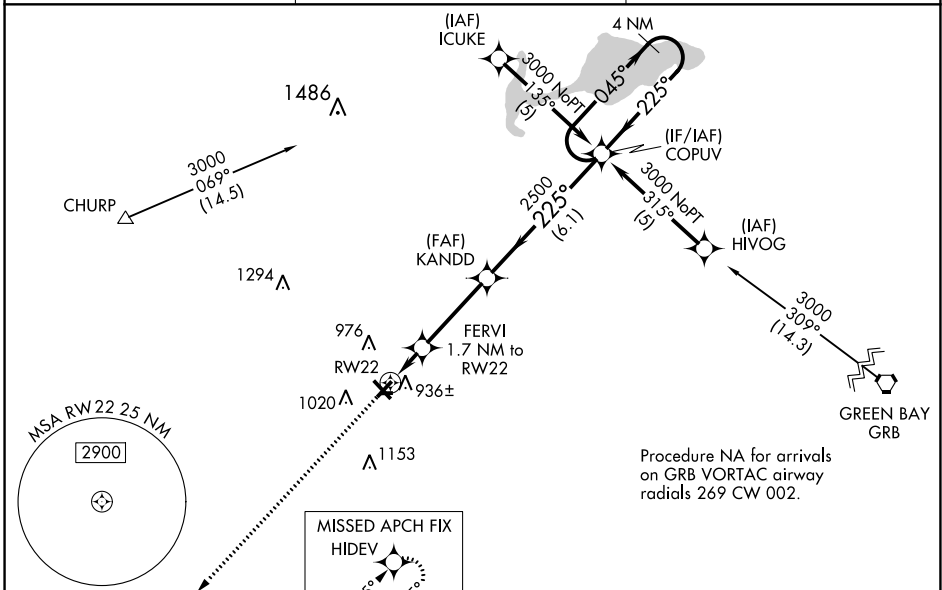 (IAF)
ICUKE
4 NM
3000 NoPT
135°
(5)
045°
225°
1486
(IF/IAF)
COPUV
3000
069°
(14.5)
CHURP
3000 NoPT
315°
(5)
2500
225°
(6.1)
(IAF)
HIVOG
(FAF)
KANDD
1294
3000
309°
(14.3)
976
FERVI
1.7 NM to
RW22
RW22
936±
1020
GREEN BAY
GRB
MSA RW 22 25 NM
2900
1153
Procedure NA for arrivals
on GRB VORTAC airway
radials 269 CW 002.
MISSED APCH FIX
HIDEV